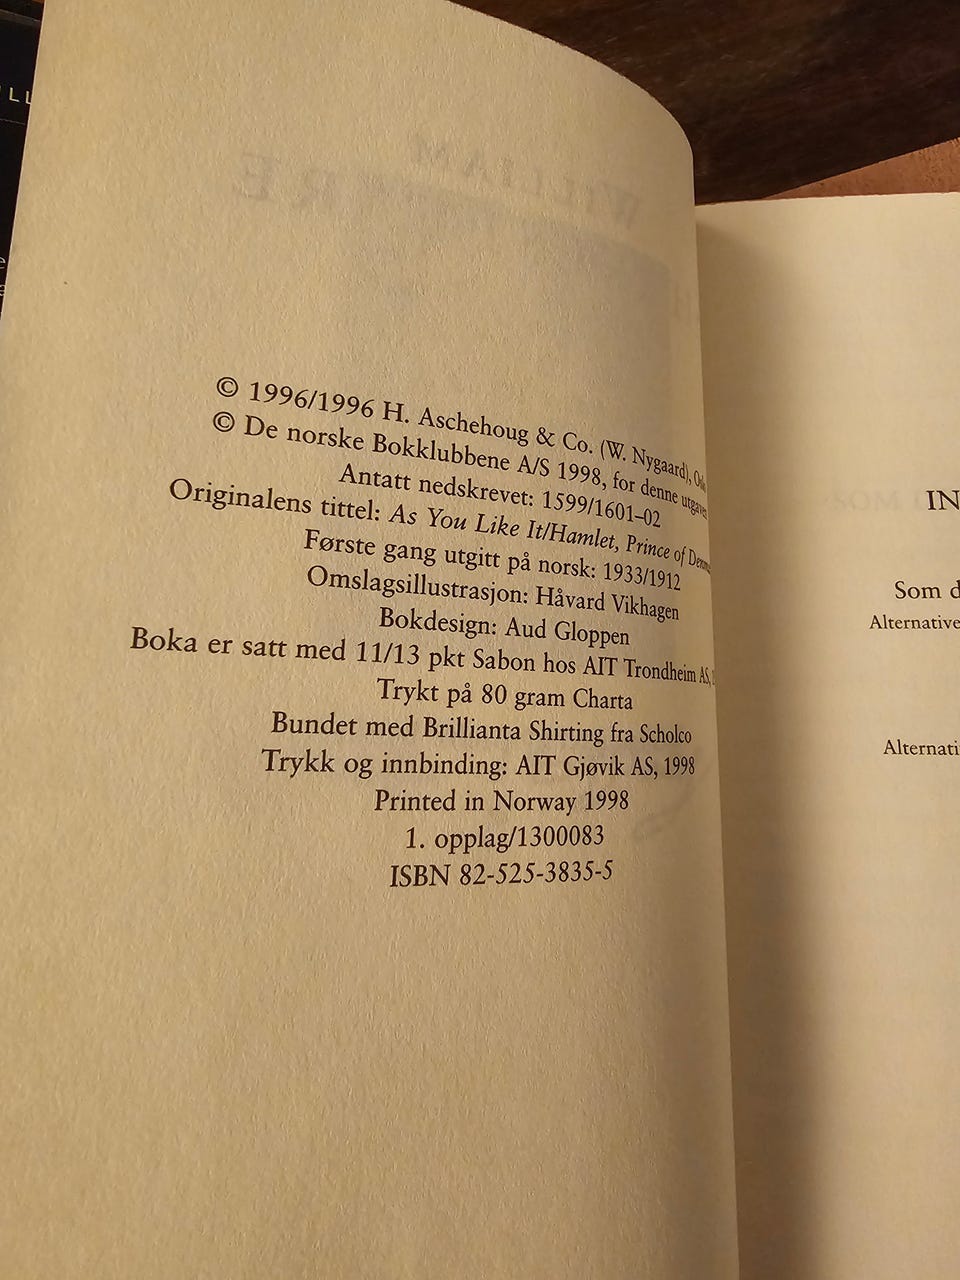 LL
© 1996/1996 H. Aschehoug & Co. (W. Nygaard),
© De norske Bokklubbene A/S 1998, for denne utgaven
Antatt nedskrevet: 1599/1601–02
Originalens tittel: As You Like It/Hamlet, Prince of
Første gang utgitt på norsk: 1933/1912
Omslagsillustrasjon: Håvard Vikhagen
Bokdesign: Aud Gloppen
Boka er satt med 11/13 pkt Sabon hos AIT Trondheim AS,
Trykt på 80 gram Charta
Bundet med Brillianta Shirting fra Scholco
Trykk og innbinding: AIT Gjøvik AS, 1998
Printed in Norway 1998
1. opplag/1300083
ISBN 82-525-3835-5
IN
Som d
Alternative
Alternati